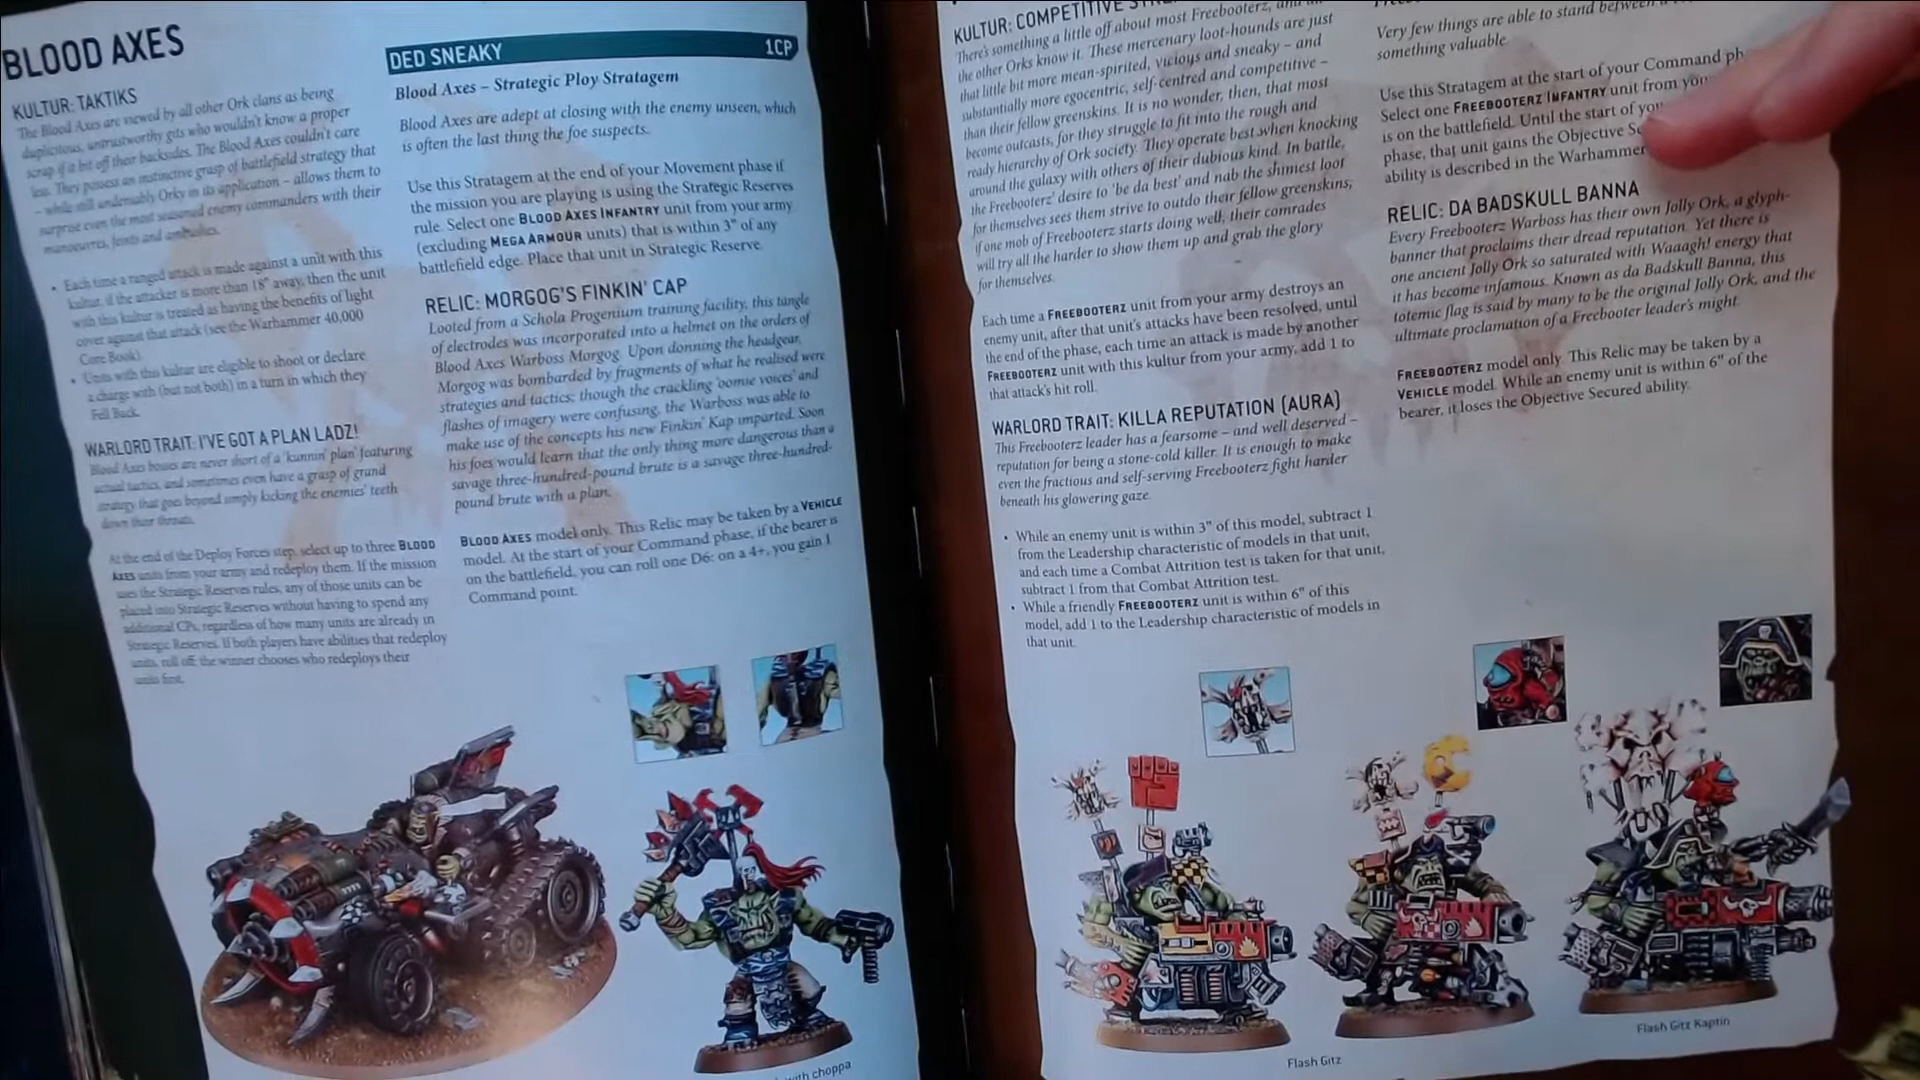 BLOOD AXES
KULTUR: TAKTIKS
The Blood Axes are viewed by all other Ork clans as being
duplicitous, untrustworthy gits who wouldn't know a proper
scrap if it bit off their backsides. The Blood Axes couldn't care
less. They possess an instinctive grasp of battlefield strategy that
– while still undeniably Orky in its application – allows them to
surprise even the most seasoned enemy commanders with their
manoeuvres, feints and ambushes.
• Each time a ranged attack is made against a unit with this
kultur, if the attacker is more than 18" away, then the unit
with this kultur is treated as having the benefits of light
cover against that attack (see the Warhammer 40,000
Core Book).
• Units with this kultur are eligible to shoot or declare
a charge with (but not both) in a turn in which they
Fell Back.
WARLORD TRAIT: I'VE GOT A PLAN LADZ!
Blood Axes bosses are never short of a 'kunnin' plan' featuring
actual tactics, and sometimes even have a grasp of grand
strategy that goes beyond simply kicking the enemies' teeth
down their throats.
At the end of the Deploy Forces step, select up to three BLOOD
AXES units from your army and redeploy them. If the mission
uses the Strategic Reserves rules, any of those units can be
placed into Strategic Reserves without having to spend any
additional CPs, regardless of how many units are already in
Strategic Reserves. If both players have abilities that redeploy
units, roll off: the winner chooses who redeploys their
units first.
DED SNEAKY 1CP
Blood Axes – Strategic Ploy Stratagem
Blood Axes are adept at closing with the enemy unseen, which
is often the last thing the foe suspects.
Use this Stratagem at the end of your Movement phase if
the mission you are playing is using the Strategic Reserves
rule. Select one BLOOD AXES INFANTRY unit from your army
(excluding MEGA ARMOUR units) that is within 3" of any
battlefield edge. Place that unit in Strategic Reserve.
RELIC: MORGOG'S FINKIN' CAP
Looted from a Schola Progenium training facility, this tangle
of electrodes was incorporated into a helmet on the orders of
Blood Axes Warboss Morgog. Upon donning the headgear,
Morgog was bombarded by fragments of what he realised were
strategies and tactics; though the crackling 'oomie voices' and
flashes of imagery were confusing, the Warboss was able to
make use of the concepts his new Finkin' Kap imparted. Soon
his foes would learn that the only thing more dangerous than a
savage three-hundred-pound brute is a savage three-hundred-
pound brute with a plan.
BLOOD AXES model only. This Relic may be taken by a VEHICLE
model. At the start of your Command phase, if the bearer is
on the battlefield, you can roll one D6: on a 4+, you gain 1
Command point.
with choppa
KULTUR: COMPETITIVE
There's something a little off about most Freebooterz, and
the other Orks know it. These mercenary loot-hounds are just
that little bit more mean-spirited, vicious and sneaky – and
substantially more egocentric, self-centred and competitive –
than their fellow greenskins. It is no wonder, then, that most
become outcasts, for they struggle to fit into the rough and
ready hierarchy of Ork society. They operate best when knocking
around the galaxy with others of their dubious kind. In battle,
the Freebooterz' desire to 'be da best' and nab the shiniest loot
for themselves sees them strive to outdo their fellow greenskins;
if one mob of Freebooterz starts doing well, their comrades
will try all the harder to show them up and grab the glory
for themselves.
Each time a FREEBOOTERZ unit from your army destroys an
enemy unit, after that unit's attacks have been resolved, until
the end of the phase, each time an attack is made by another
FREEBOOTERZ unit with this kultur from your army, add 1 to
that attack's hit roll.
WARLORD TRAIT: KILLA REPUTATION (AURA)
This Freebooterz leader has a fearsome – and well deserved –
reputation for being a stone-cold killer. It is enough to make
even the fractious and self-serving Freebooterz fight harder
beneath his glowering gaze.
• While an enemy unit is within 3" of this model, subtract 1
from the Leadership characteristic of models in that unit,
and each time a Combat Attrition test is taken for that unit,
subtract 1 from that Combat Attrition test.
• While a friendly FREEBOOTERZ unit is within 6" of this
model, add 1 to the Leadership characteristic of models in
that unit.
Very few things are able to stand between a
something valuable.
Use this Stratagem at the start of your Command ph
Select one FREEBOOTERZ INFANTRY unit from you
is on the battlefield. Until the start of you
phase, that unit gains the Objective Se
ability is described in the Warhammer
RELIC: DA BADSKULL BANNA
Every Freebooterz Warboss has their own Jolly Ork, a glyph-
banner that proclaims their dread reputation. Yet there is
one ancient Jolly Ork so saturated with Waaagh! energy that
it has become infamous. Known as da Badskull Banna, this
totemic flag is said by many to be the original Jolly Ork, and the
ultimate proclamation of a Freebooter leader's might.
FREEBOOTERZ model only. This Relic may be taken by a
VEHICLE model. While an enemy unit is within 6" of the
bearer, it loses the Objective Secured ability.
Flash Gitz
Flash Gitz Kaptin